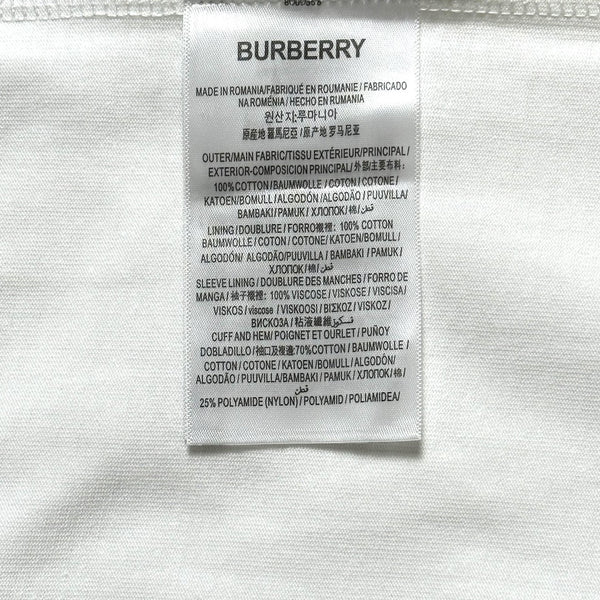 BURBERRY
MADE IN ROMANIA/FABRIQUÉ EN ROUMANIE / FABRICADO
NA ROMÉNIA / HECHO EN RUMANIA
원산지:루마니아
原産地 羅馬尼亞 / 原产地 罗马尼亚
OUTER/MAIN FABRIC/TISSU EXTÉRIEUR/PRINCIPAL/
EXTERIOR-COMPOSICION PRINCIPAL/外部/主要布料:
100% COTTON/BAUMWOLLE / COTON / COTONE /
KATOEN/BOMULL / ALGODÓN /ALGODÃO / PUUVILLA/
BAMBAKI / PAMUK / ХЛОПОК /棉/ قطن
LINING/DOUBLURE / FORRO襯裡: 100% COTTON
BAUMWOLLE / COTON / COTONE/ KATOEN/BOMULL /
ALGODÓN/ ALGODÃO/PUUVILLA / BAMBAKI / PAMUK /
ХЛОПОК/棉/ قطن
SLEEVE LINING / DOUBLURE DES MANCHES / FORRO DE
MANGA / 袖子襯裡: 100% VISCOSE / VISKOSE / VISCISA/
VISKOS / viscose / VISKOOSI / ΒΙΣΚΟΖ / VISKOZ /
ВИСКОЗА / 粘液纖維/ فسكوز
CUFF AND HEM/ POIGNET ET OURLET / PUÑOY
DOBLADILLO / 袖口及複邊:70% COTTON / BAUMWOLLE /
COTTON / COTONE / KATOEN /BOMULL / ALGODÓN/
ALGODÃO / PUUVILLA/BAMBAKI / PAMUK / ХЛОПОК/ 棉 /
قطن
25% POLYAMIDE (NYLON) / POLYAMID / POLIAMIDEA/